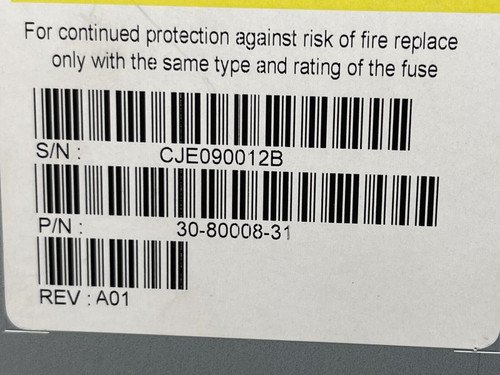 For continued protection against risk of fire replace
only with the same type and rating of the fuse
S/N : CJE090012B
P/N : 30-80008-31
REV : A01